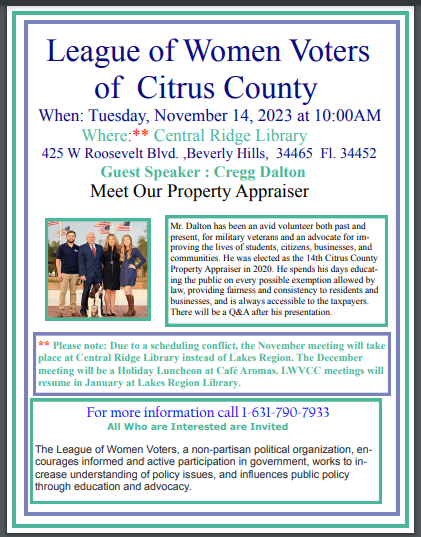 League of Women Voters
of Citrus County
When: Tuesday, November 14, 2023 at 10:00AM
Where:** Central Ridge Library
425 W Roosevelt Blvd. ,Beverly Hills, 34465 Fl. 34452
Guest Speaker : Cregg Dalton
Meet Our Property Appraiser
Mr. Dalton has been an avid volunteer both past and
present, for military veterans and an advocate for im-
proving the lives of students, citizens, businesses, and
communities. He was elected as the 14th Citrus County
Property Appraiser in 2020. He spends his days educat-
ing the public on every possible exemption allowed by
law, providing fairness and consistency to residents and
businesses, and is always accessible to the taxpayers.
There will be a Q&A after his presentation.
** Please note: Due to a scheduling conflict, the November meeting will take
place at Central Ridge Library instead of Lakes Region. The December
meeting will be a Holiday Luncheon at Café Aromas. LWVCC meetings will
resume in January at Lakes Region Library.
For more information call 1-631-790-7933
All Who are Interested are Invited
The League of Women Voters, a non-partisan political organization, en-
courages informed and active participation in government, works to in-
crease understanding of policy issues, and influences public policy
through education and advocacy.